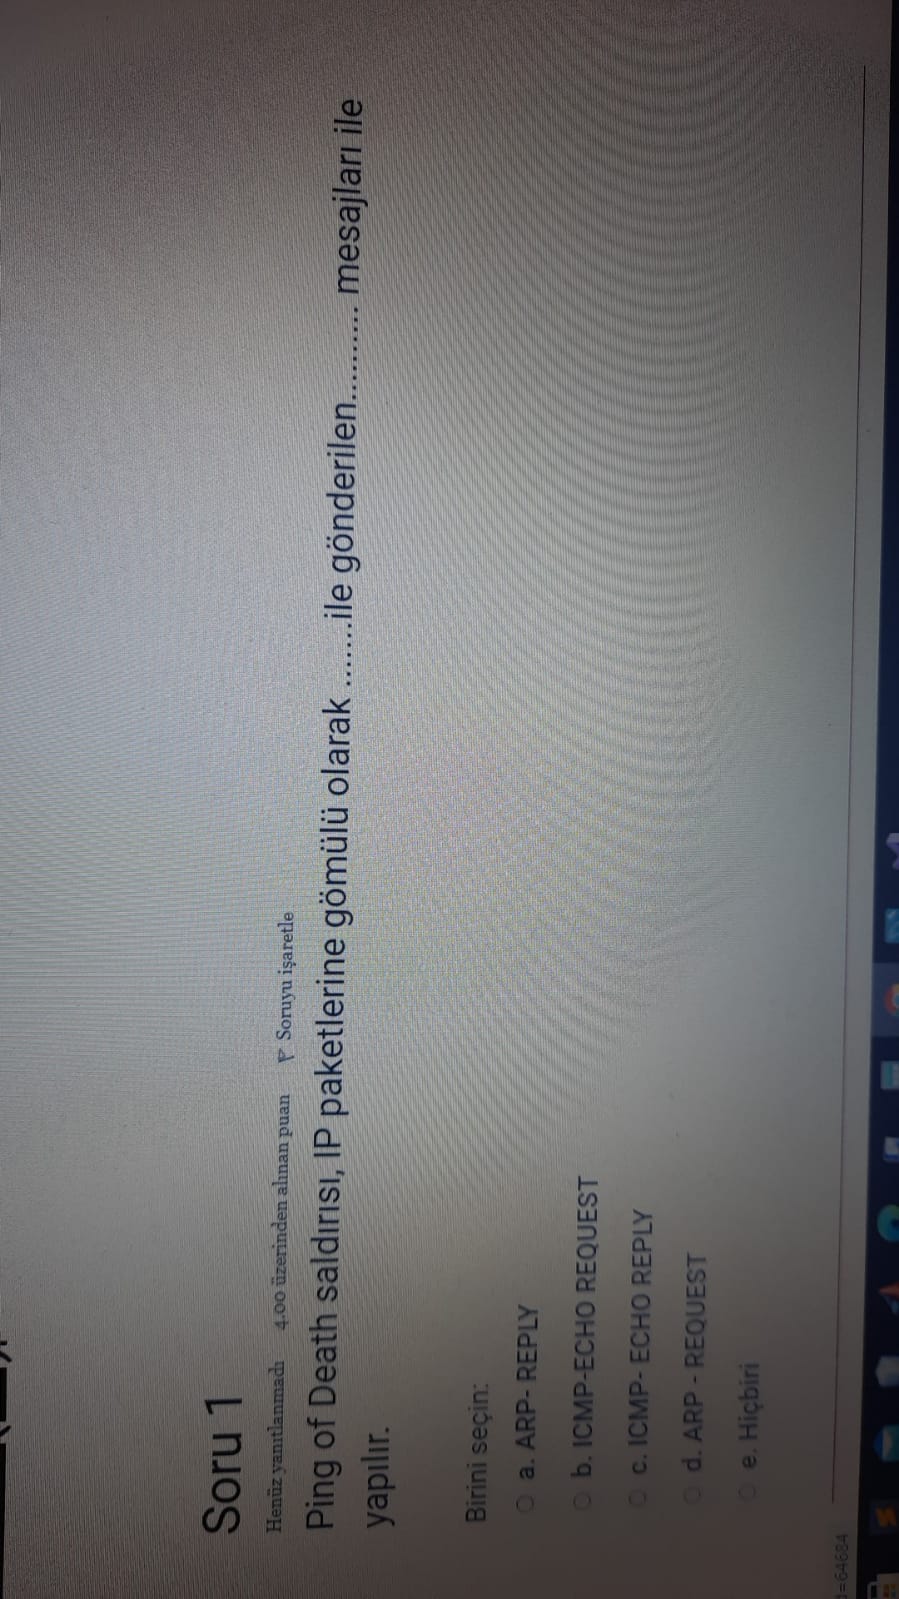 Soru 1
Henüz yanıtlanmadı 4.00 üzerinden alınan puan Soruyu işaretle
Ping of Death saldırısı, IP paketlerine gömülü olarak .......ile gönderilen.......... mesajları ile
yapılır.
Birini seçin:
a. ARP- REPLY
b. ICMP-ECHO REQUEST
c. ICMP- ECHO REPLY
d. ARP - REQUEST
e. Hiçbiri
=64684